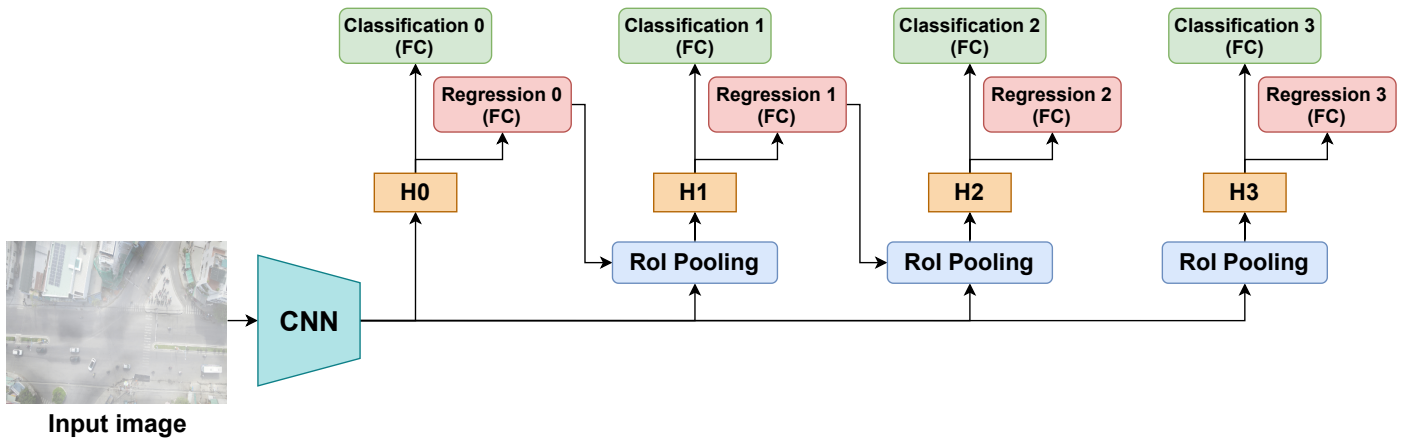 Classification 0
(FC)
Classification 1
(FC)
Classification 2
(FC)
Classification 3
(FC)
Regression 0
(FC)
Regression 1
(FC)
Regression 2
(FC)
Regression 3
(FC)
H0
H1
H2
H3
RoI Pooling
RoI Pooling
RoI Pooling
CNN
Input image